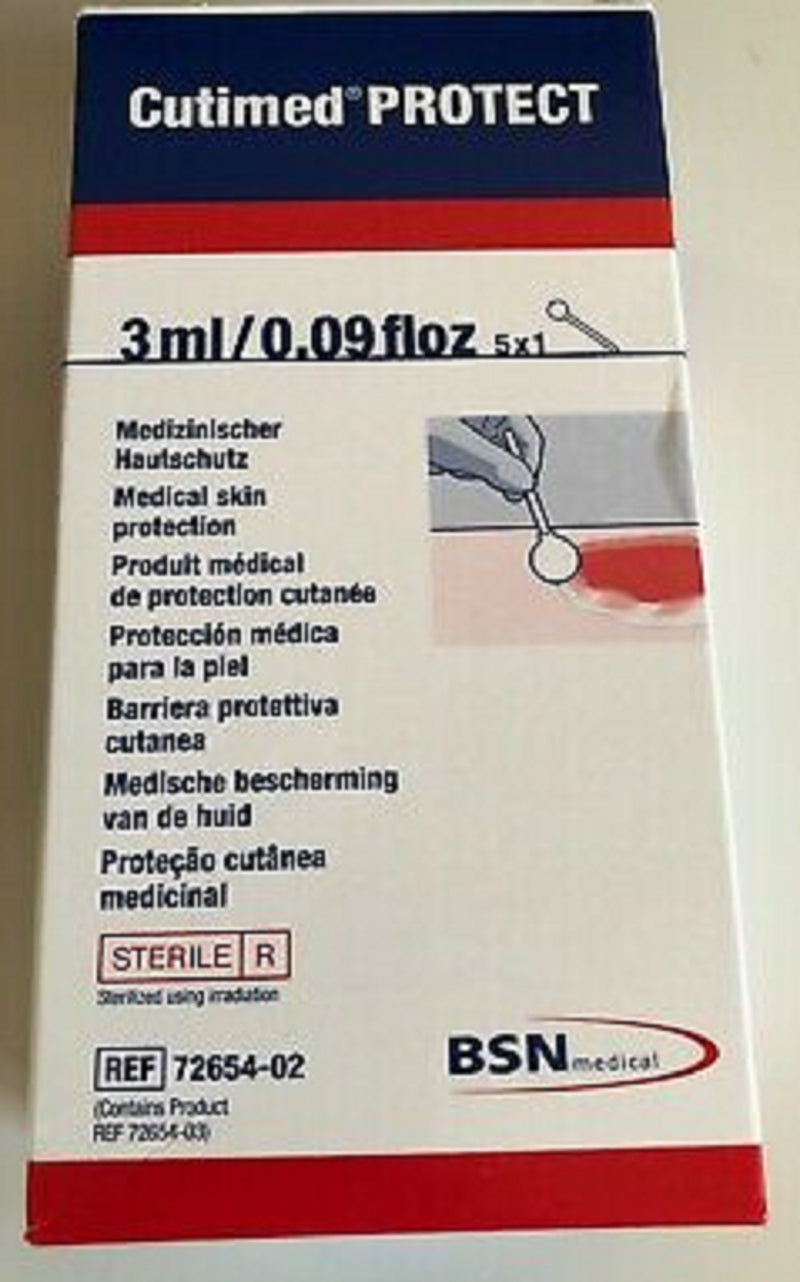 Cutimed® PROTECT
3 ml / 0.09 fl oz 5x1
Medizinischer
Hautschutz
Medical skin
protection
Produit médical
de protection cutanée
Protección médica
para la piel
Barriera protettiva
cutanea
Medische bescherming
van de huid
Proteção cutânea
medicinal
STERILE R
Sterilized using irradiation
REF 72654-02
BSN medical
(Contains Product
REF 72654-03)